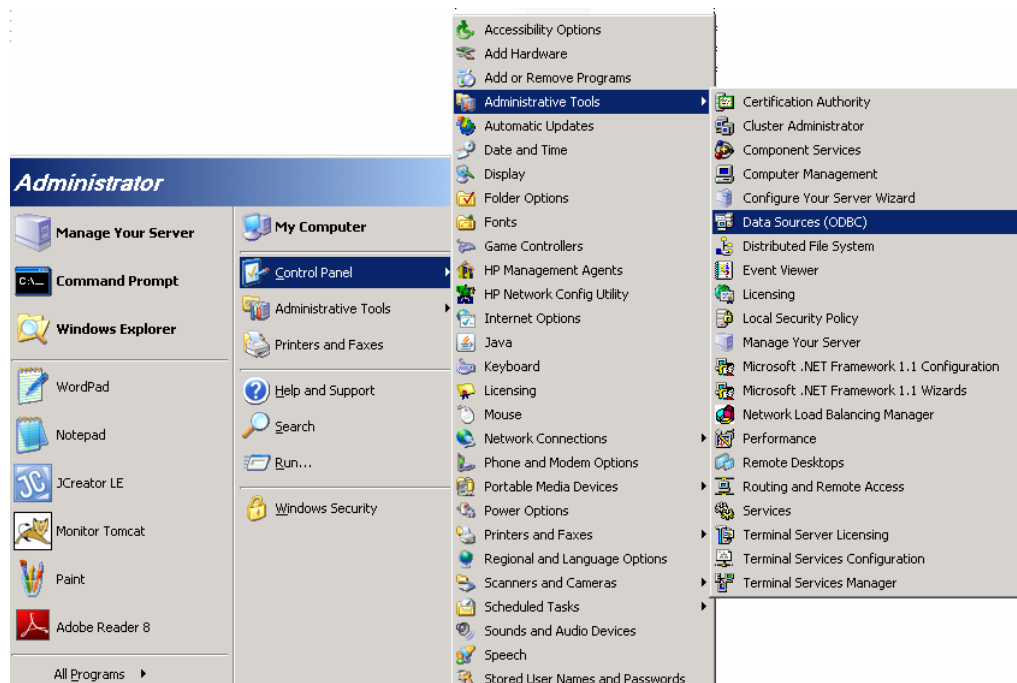 Administrator
Manage Your Server
Command Prompt
Windows Explorer
WordPad
Notepad
JCreator LE
Monitor Tomcat
Paint
Adobe Reader 8
All Programs
My Computer
Control Panel
Administrative Tools
Printers and Faxes
Help and Support
Search
Run...
Windows Security
Accessibility Options
Add Hardware
Add or Remove Programs
Administrative Tools
Automatic Updates
Date and Time
Display
Folder Options
Fonts
Game Controllers
HP Management Agents
HP Network Config Utility
Internet Options
Java
Keyboard
Licensing
Mouse
Network Connections
Phone and Modem Options
Portable Media Devices
Power Options
Printers and Faxes
Regional and Language Options
Scanners and Cameras
Scheduled Tasks
Sounds and Audio Devices
Speech
Stored User Names and Passwords
Certification Authority
Cluster Administrator
Component Services
Computer Management
Configure Your Server Wizard
Data Sources (ODBC)
Distributed File System
Event Viewer
Licensing
Local Security Policy
Manage Your Server
Microsoft .NET Framework 1.1 Configuration
Microsoft .NET Framework 1.1 Wizards
Network Load Balancing Manager
Performance
Remote Desktops
Routing and Remote Access
Services
Terminal Server Licensing
Terminal Services Configuration
Terminal Services Manager